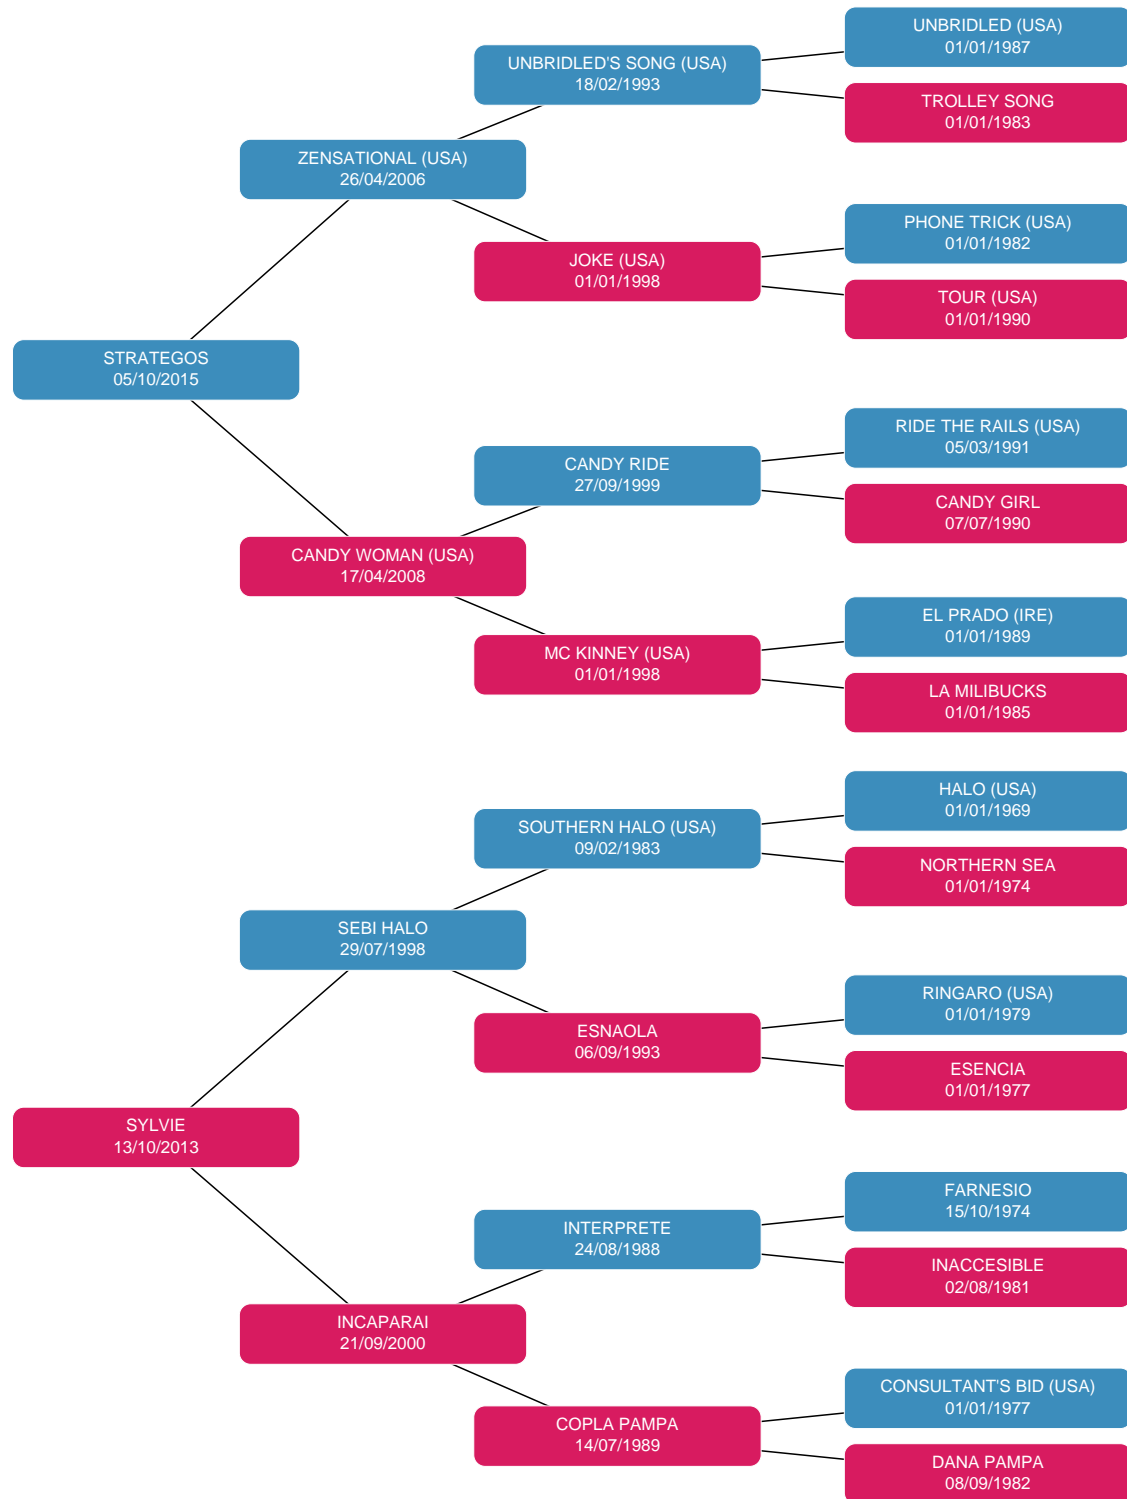 UNBRIDLED (USA)
01/01/1987
UNBRIDLED'S SONG (USA)
18/02/1993
TROLLEY SONG
01/01/1983
ZENSATIONAL (USA)
26/04/2006
PHONE TRICK (USA)
01/01/1982
JOKE (USA)
01/01/1998
TOUR (USA)
01/01/1990
STRATEGOS
05/10/2015
RIDE THE RAILS (USA)
05/03/1991
CANDY RIDE
27/09/1999
CANDY GIRL
07/07/1990
CANDY WOMAN (USA)
17/04/2008
EL PRADO (IRE)
01/01/1989
MC KINNEY (USA)
01/01/1998
LA MILIBUCKS
01/01/1985
HALO (USA)
01/01/1969
SOUTHERN HALO (USA)
09/02/1983
NORTHERN SEA
01/01/1974
SEBI HALO
29/07/1998
RINGARO (USA)
01/01/1979
ESNAOLA
06/09/1993
ESENCIA
01/01/1977
SYLVIE
13/10/2013
FARNESIO
15/10/1974
INTERPRETE
24/08/1988
INACCESIBLE
02/08/1981
INCAPARAI
21/09/2000
CONSULTANT'S BID (USA)
01/01/1977
COPLA PAMPA
14/07/1989
DANA PAMPA
08/09/1982